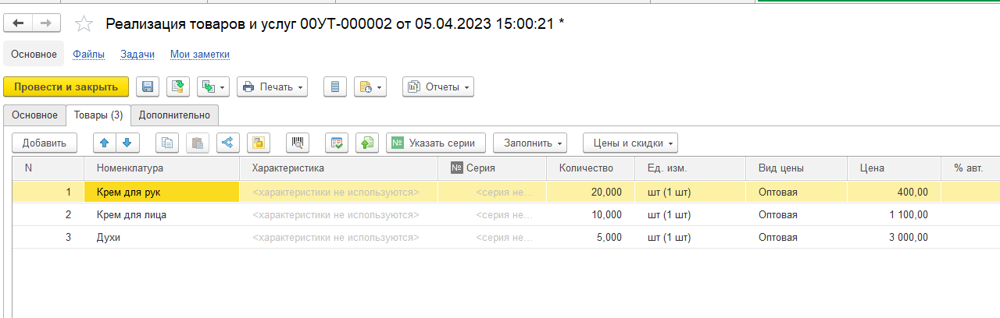 Реализация товаров и услуг 00УТ-000002 от 05.04.2023 15:00:21 *
Основное Файлы Задачи Мои заметки
Провести и закрыть Печать Отчеты
Основное Товары (3) Дополнительно
Добавить № Указать серии Заполнить Цены и скидки
N Номенклатура Характеристика № Серия Количество Ед. изм. Вид цены Цена % авт.
1 Крем для рук <характеристики не используются> <серия не... 20,000 шт (1 шт) Оптовая 400,00
2 Крем для лица <характеристики не используются> <серия не... 10,000 шт (1 шт) Оптовая 1 100,00
3 Духи <характеристики не используются> <серия не... 5,000 шт (1 шт) Оптовая 3 000,00